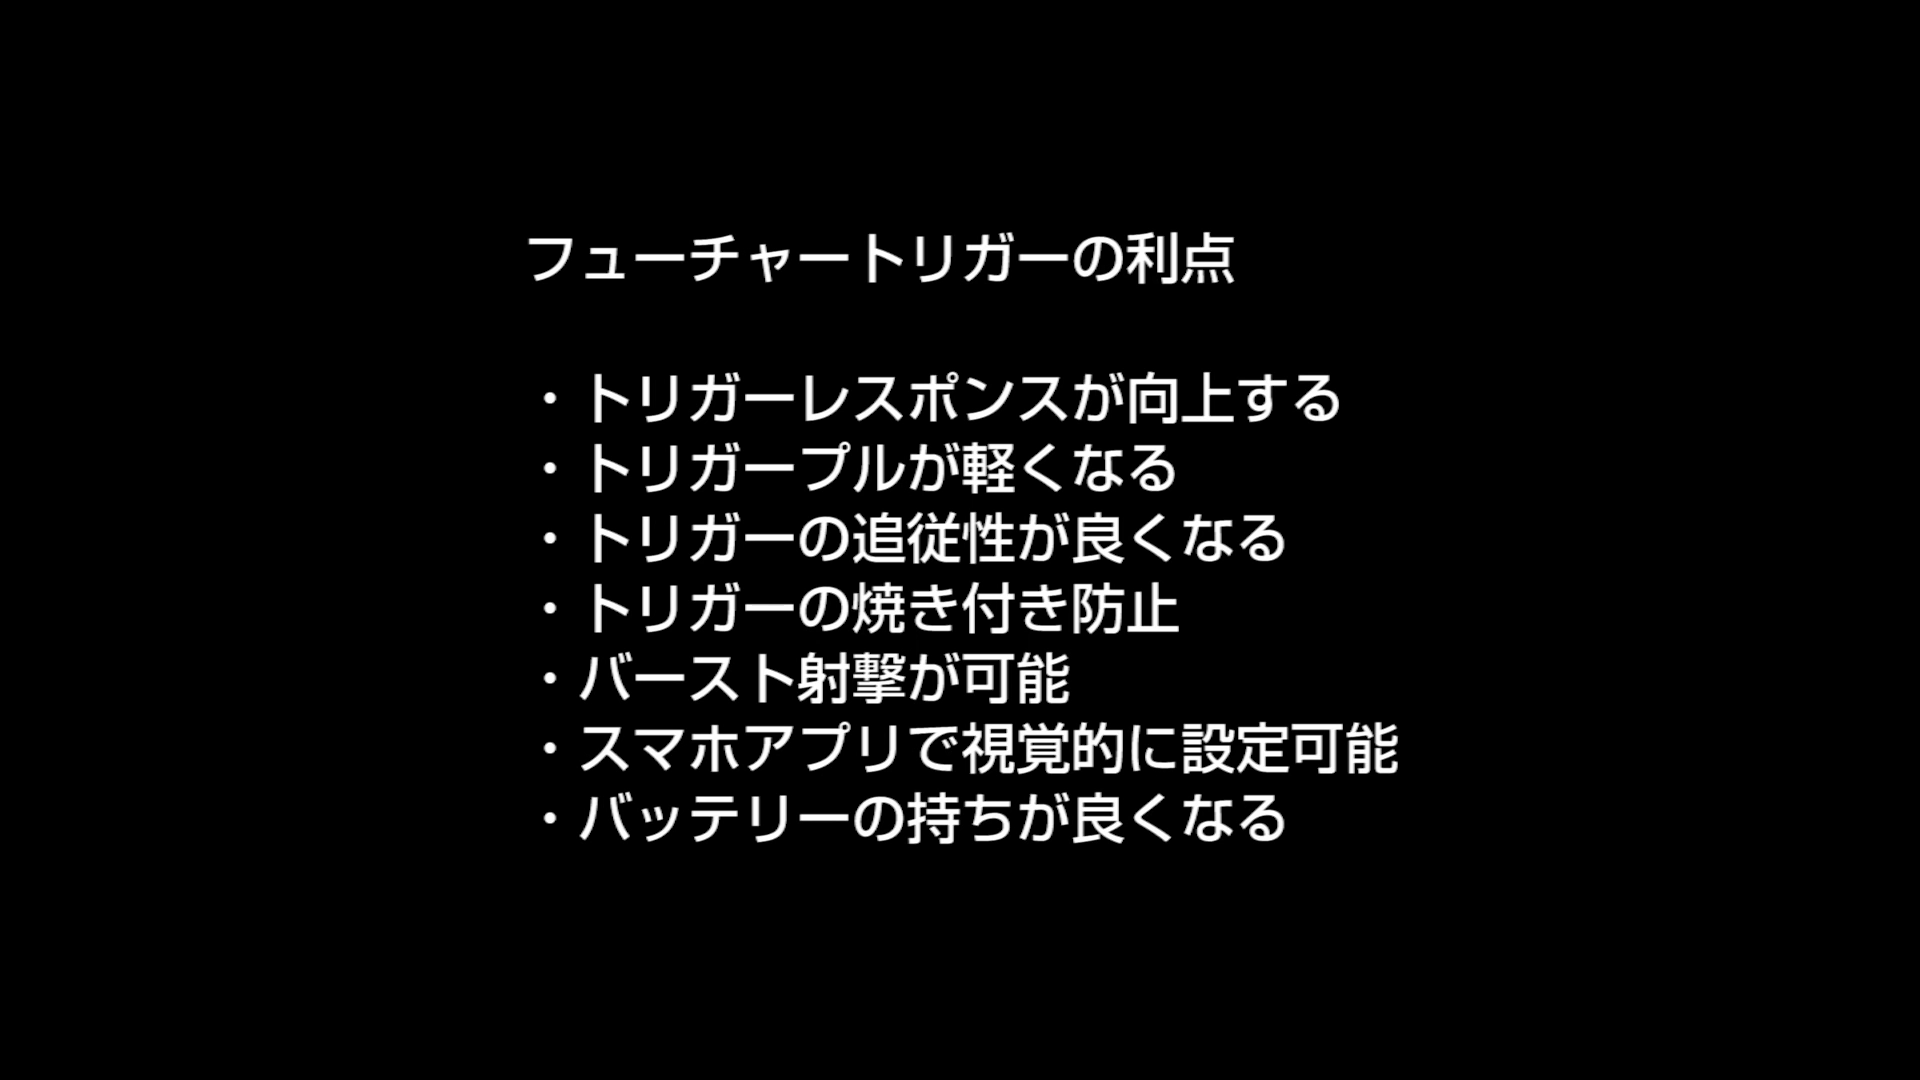 フューチャートリガーの利点
・トリガーレスポンスが向上する
・トリガープルが軽くなる
・トリガーの追従性が良くなる
・トリガーの焼き付き防止
・バースト射撃が可能
・スマホアプリで視覚的に設定可能
・バッテリーの持ちが良くなる